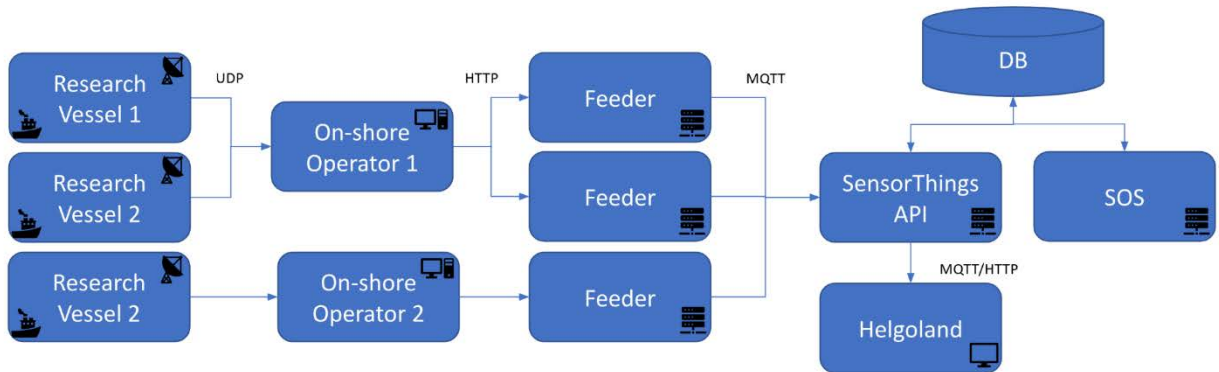 Research
Vessel 1
UDP
Research
Vessel 2
Research
Vessel 2
On-shore
Operator 1
On-shore
Operator 2
HTTP
Feeder
Feeder
Feeder
MQTT
DB
SensorThings
API
SOS
MQTT/HTTP
Helgoland